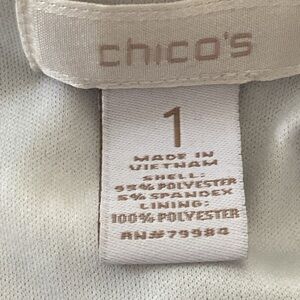 chico's
1
MADE IN
VIETNAM
SHELL:
95% POLYESTER
5% SPANDEX
LINING:
100% POLYESTER
RN#79984